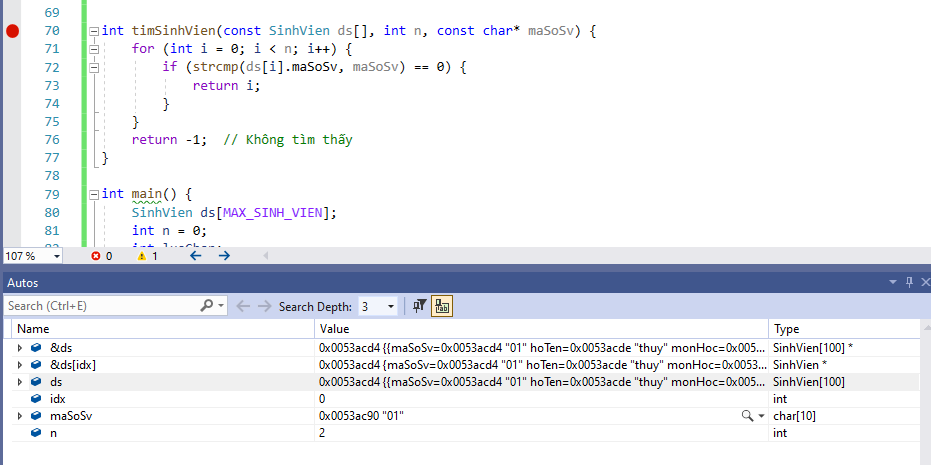 69
70 int timSinhVien(const SinhVien ds[], int n, const char* maSoSv) {
71 for (int i = 0; i < n; i++) {
72 if (strcmp(ds[i].maSoSv, maSoSv) == 0) {
73 return i;
74 }
75 }
76 return -1;  // Không tìm thấy
77 }
78
79 int main() {
80 SinhVien ds[MAX_SINH_VIEN];
81 int n = 0;
107 % 0 1
Autos
Search (Ctrl+E) Search Depth: 3
Name Value Type
&ds 0x0053acd4 {{maSoSv=0x0053acd4 "01" hoTen=0x0053acde "thuy" monHoc=0x005... SinhVien[100] *
&ds[idx] 0x0053acd4 {maSoSv=0x0053acd4 "01" hoTen=0x0053acde "thuy" monHoc=0x0053... SinhVien *
ds 0x0053acd4 {{maSoSv=0x0053acd4 "01" hoTen=0x0053acde "thuy" monHoc=0x005... SinhVien[100]
idx 0 int
maSoSv 0x0053ac90 "01" char[10]
n 2 int